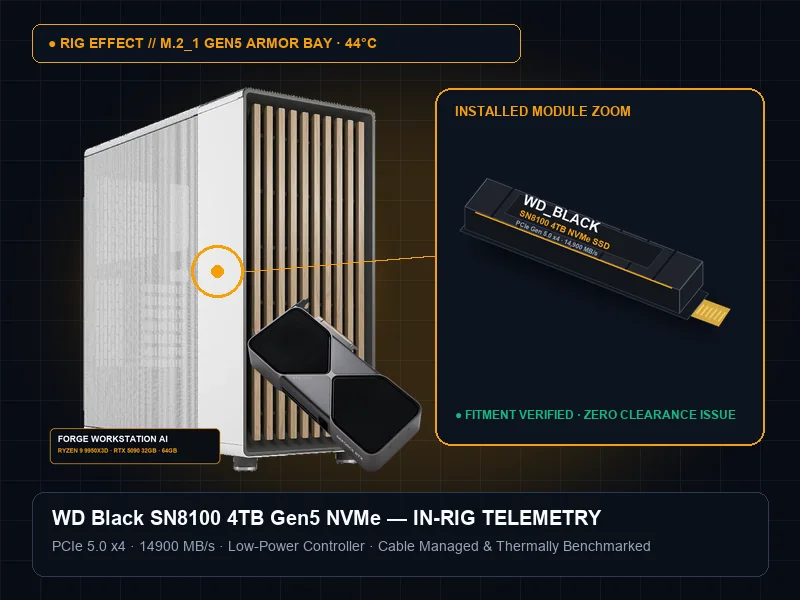 ● RIG EFFECT // M.2_1 GEN5 ARMOR BAY · 44°C
INSTALLED MODULE ZOOM
WD_BLACK
SN8100 4TB NVMe SSD
PCIe Gen 5.0 x4 · 14,900 MB/s
● FITMENT VERIFIED · ZERO CLEARANCE ISSUE
FORGE WORKSTATION AI
RYZEN 9 9950X3D · RTX 5090 32GB · 64GB
WD Black SN8100 4TB Gen5 NVMe — IN-RIG TELEMETRY
PCIe 5.0 x4 · 14900 MB/s · Low-Power Controller · Cable Managed & Thermally Benchmarked